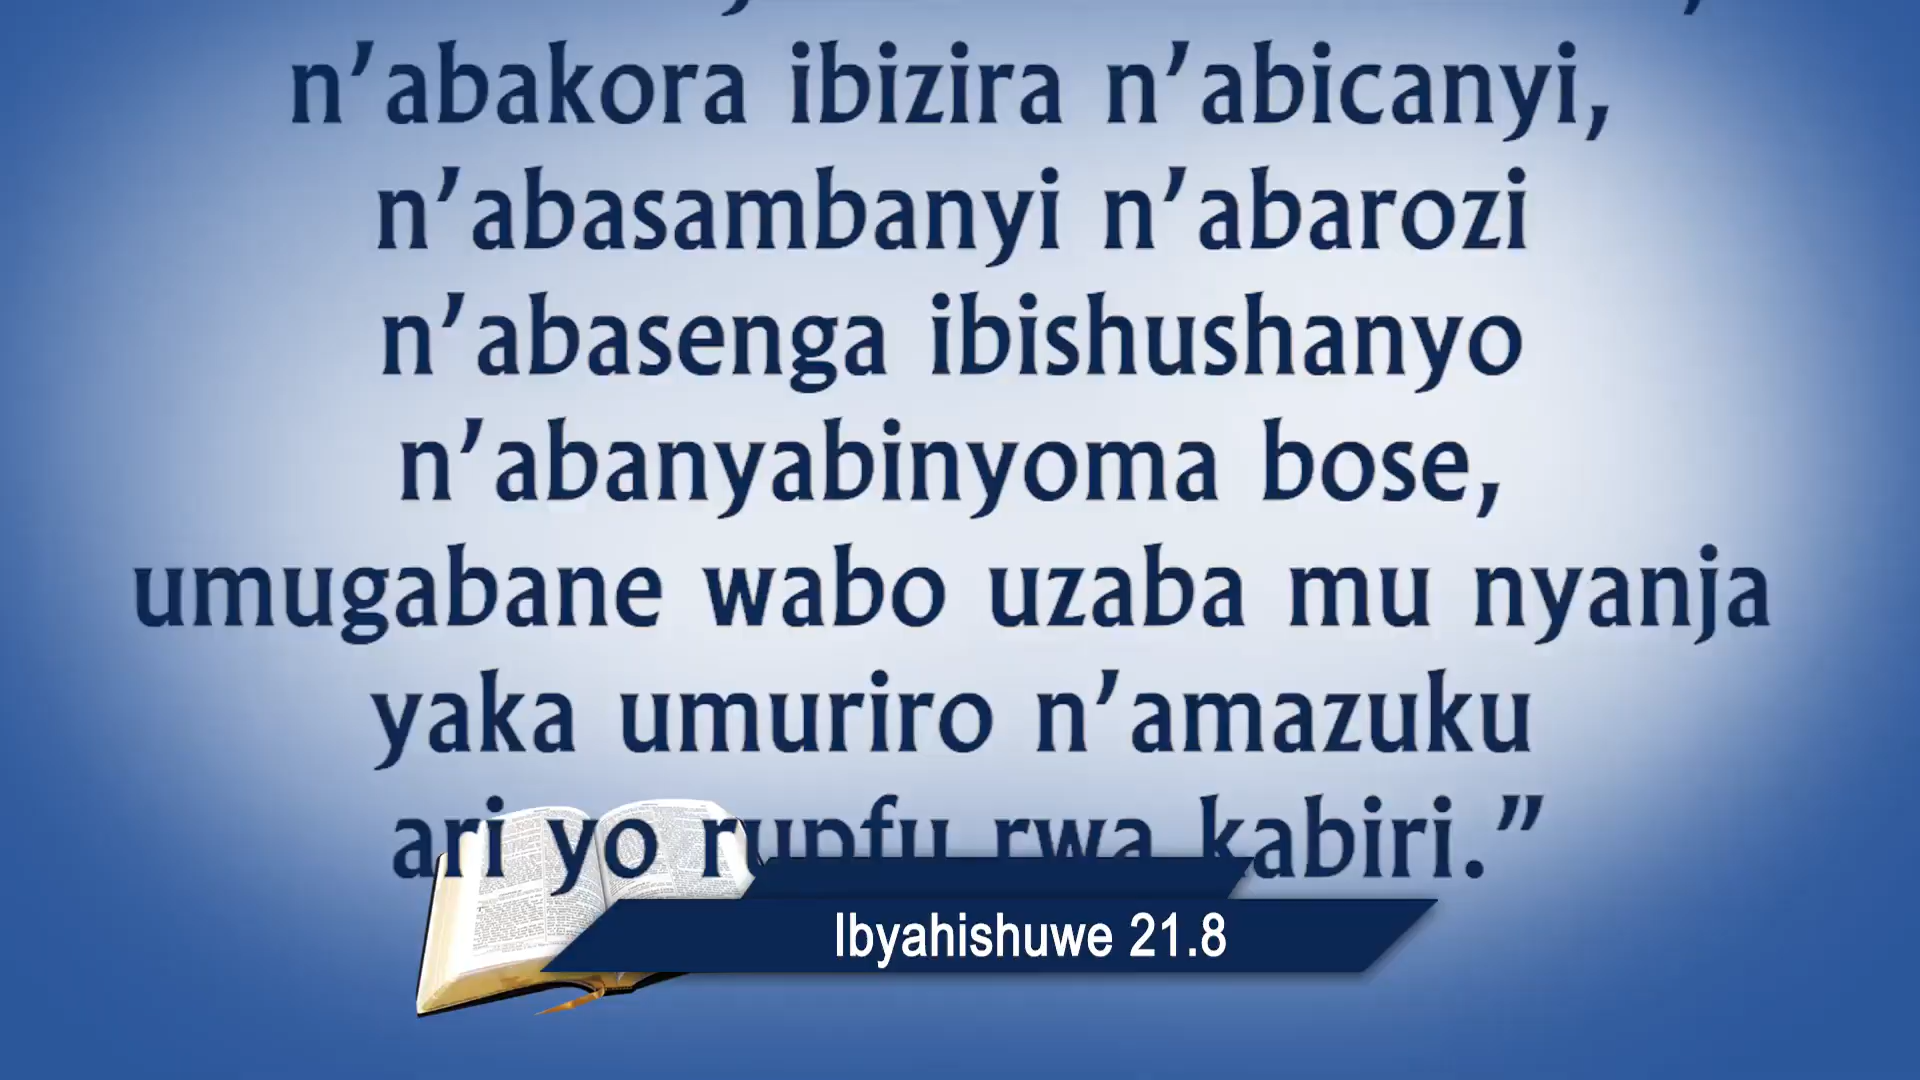 n’abakora ibizira n’abicanyi,
n’abasambanyi n’abarozi
n’abasenga ibishushanyo
n’abanyabinyoma bose,
umugabane wabo uzaba mu nyanja
yaka umuriro n’amazuku
ari yo rupfu rwa kabiri.”
Ibyahishuwe 21.8